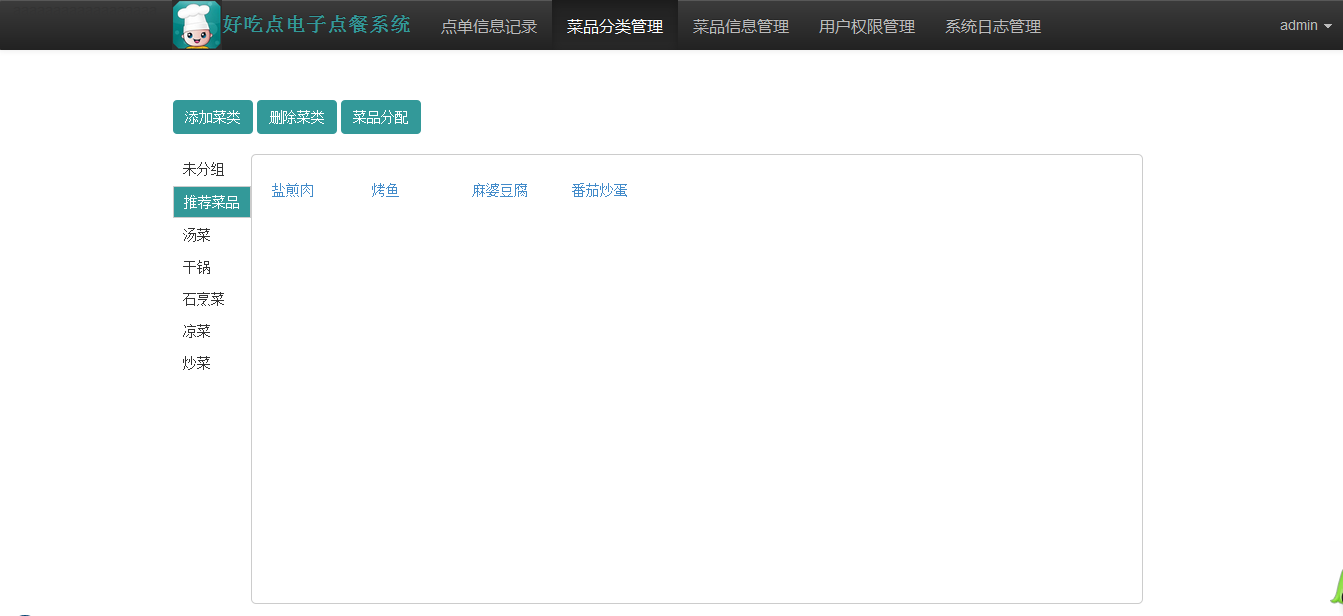 好吃点电子点餐系统 点单信息记录 菜品分类管理 菜品信息管理 用户权限管理 系统日志管理 admin
添加菜类 删除菜类 菜品分配
未分组
推荐菜品
汤菜
干锅
石烹菜
凉菜
炒菜
盐煎肉 烤鱼 麻婆豆腐 番茄炒蛋